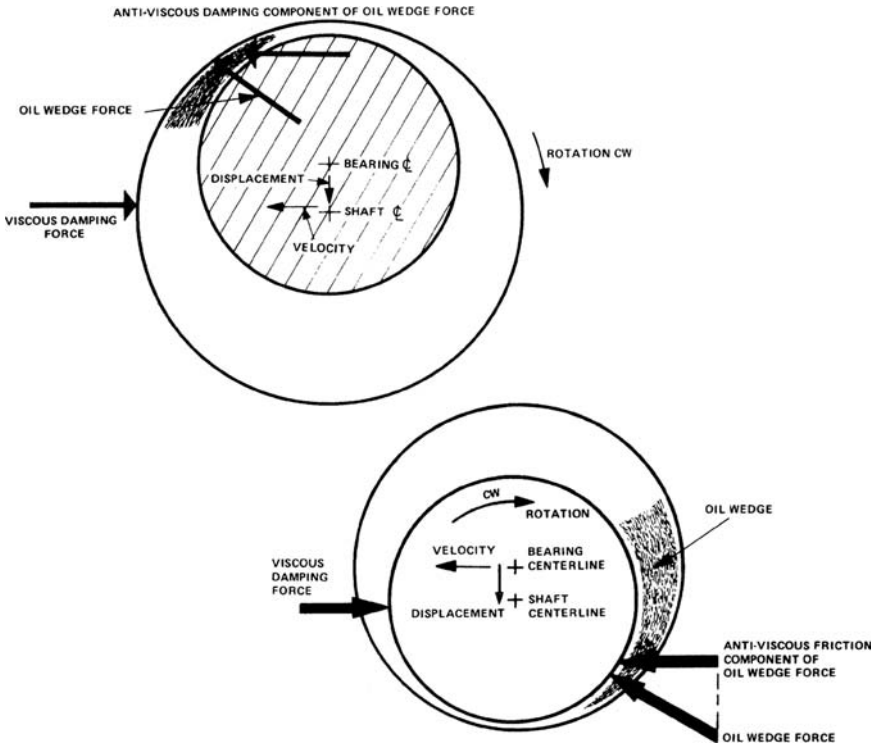 ANTI-VISCOUS DAMPING COMPONENT OF OIL WEDGE FORCE
OIL WEDGE FORCE
ROTATION CW
BEARING ℄
DISPLACEMENT
SHAFT ℄
VISCOUS DAMPING
FORCE
VELOCITY
CW
ROTATION
OIL WEDGE
VELOCITY
BEARING
CENTERLINE
VISCOUS
DAMPING
FORCE
SHAFT
CENTERLINE
DISPLACEMENT
ANTI-VISCOUS FRICTION
COMPONENT OF
OIL WEDGE FORCE
OIL WEDGE FORCE